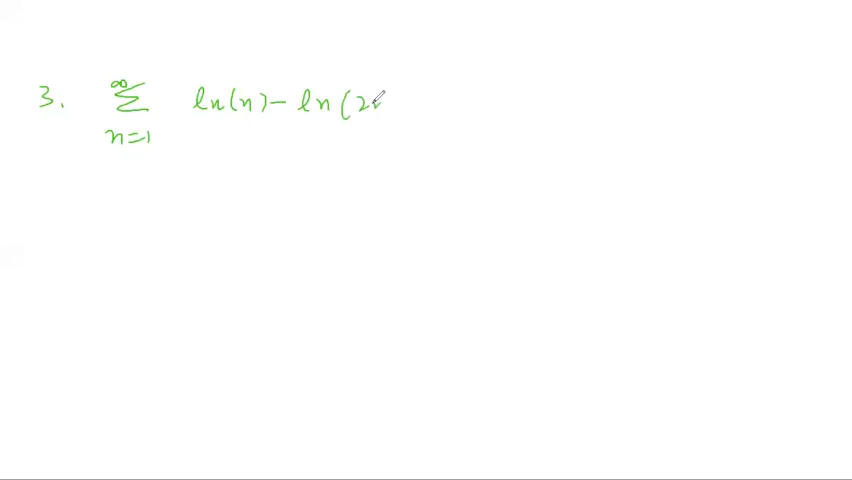 ∞
3. Σ ln(n) - ln(2
n=1